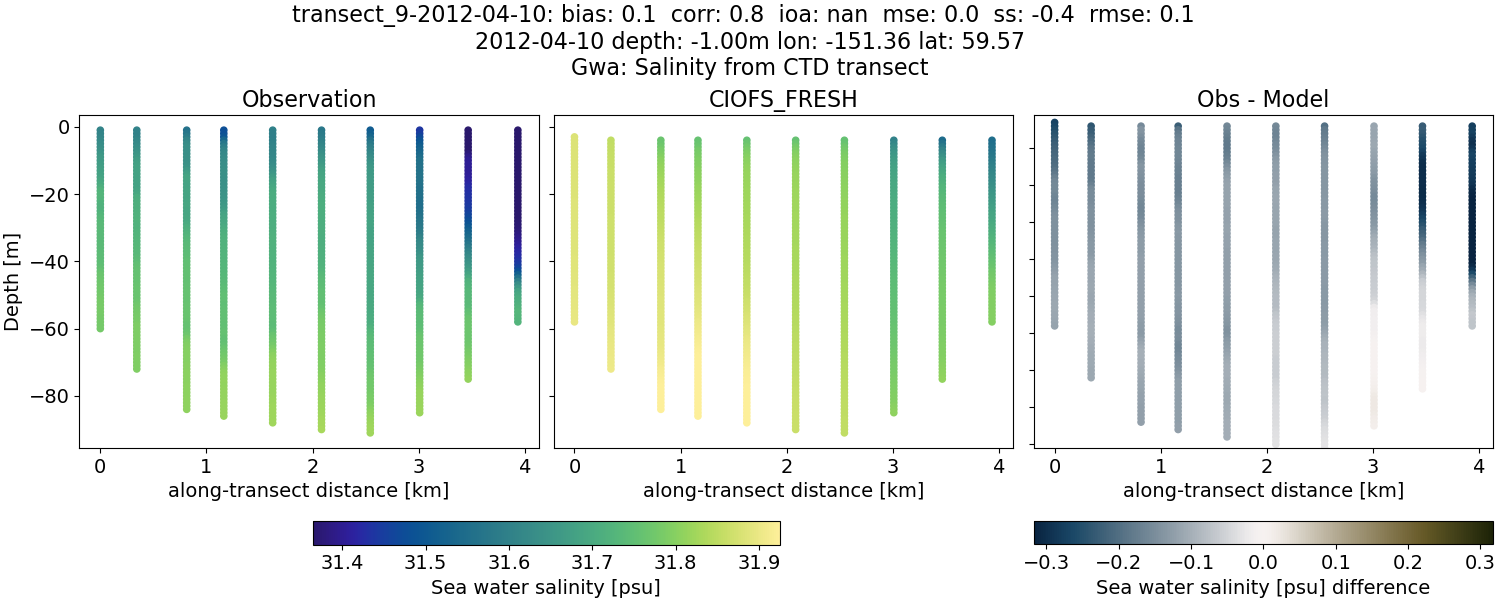 transect_9-2012-04-10: bias: 0.1  corr: 0.8  ioa: nan  mse: 0.0  ss: -0.4  rmse: 0.1
2012-04-10 depth: -1.00m lon: -151.36 lat: 59.57
Gwa: Salinity from CTD transect
Observation
CIOFS_FRESH
Obs - Model
0
−20
−40
−60
−80
Depth [m]
0 1 2 3 4
0 1 2 3 4
0 1 2 3 4
along-transect distance [km]
along-transect distance [km]
along-transect distance [km]
31.4 31.5 31.6 31.7 31.8 31.9
Sea water salinity [psu]
−0.3 −0.2 −0.1 0.0 0.1 0.2 0.3
Sea water salinity [psu] difference